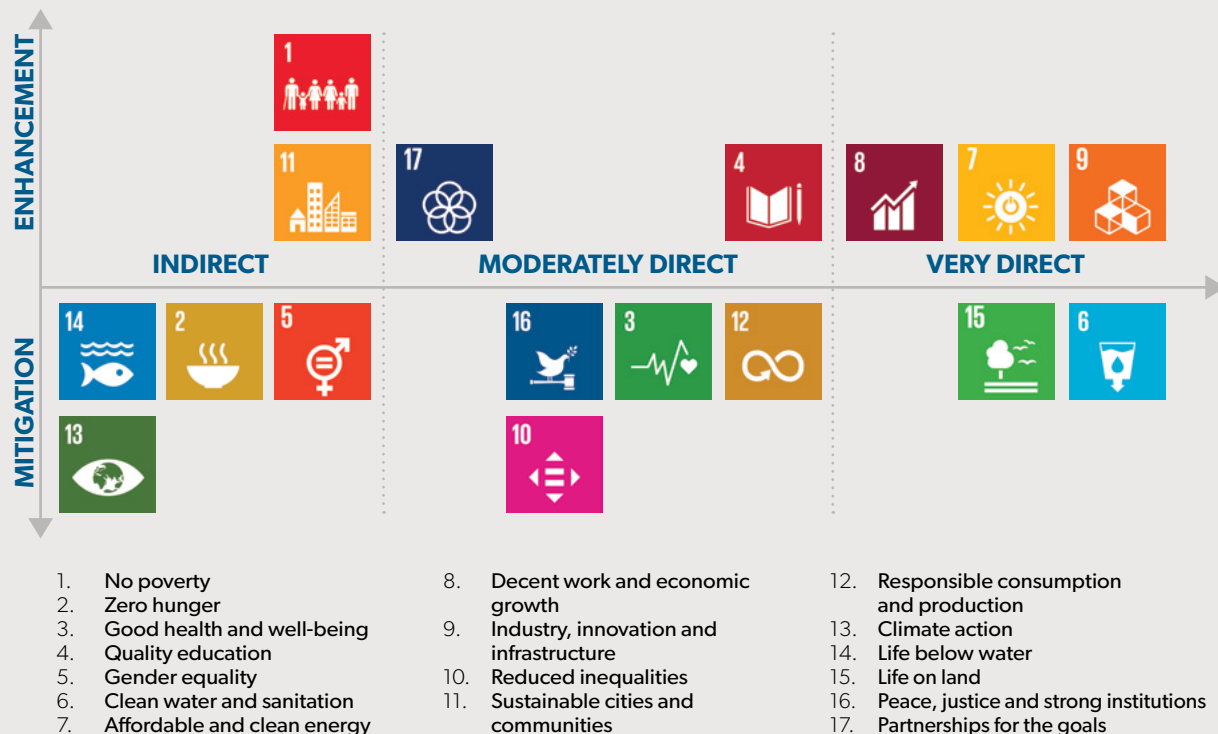 ENHANCEMENT
1
11
17
4
8
7
9
INDIRECT
MODERATELY DIRECT
VERY DIRECT
MITIGATION
14
2
5
16
3
12
15
6
13
10
1. No poverty
2. Zero hunger
3. Good health and well-being
4. Quality education
5. Gender equality
6. Clean water and sanitation
7. Affordable and clean energy
8. Decent work and economic
growth
9. Industry, innovation and
infrastructure
10. Reduced inequalities
11. Sustainable cities and
communities
12. Responsible consumption
and production
13. Climate action
14. Life below water
15. Life on land
16. Peace, justice and strong institutions
17. Partnerships for the goals